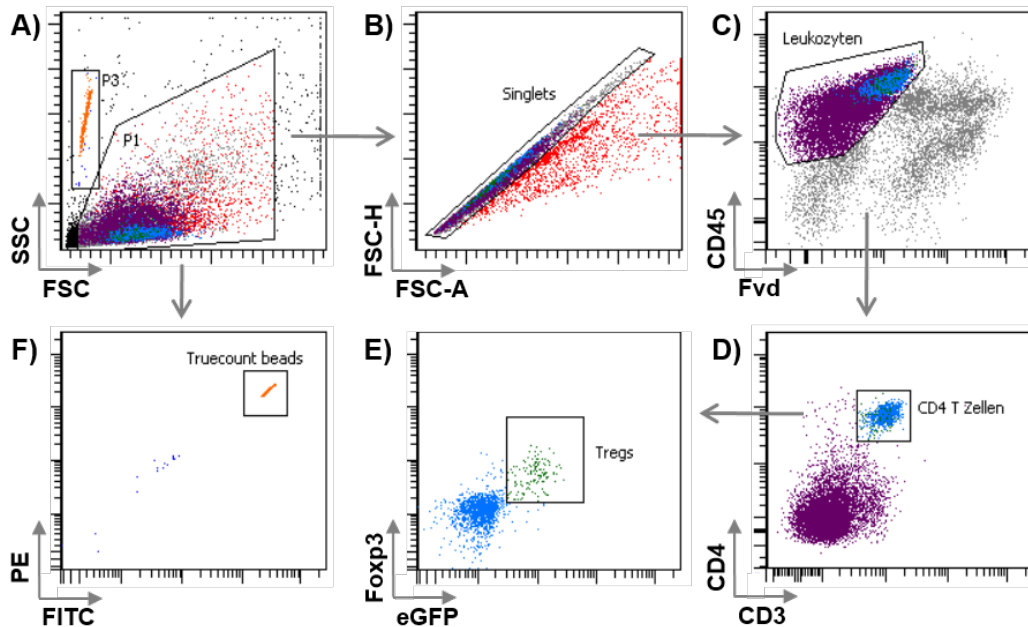 A)
P3
P1
SSC
FSC
B)
Singlets
FSC-H
FSC-A
C)
Leukozyten
CD45
Fvd
F)
Truecount beads
PE
FITC
E)
Tregs
Foxp3
eGFP
D)
CD4 T Zellen
CD4
CD3